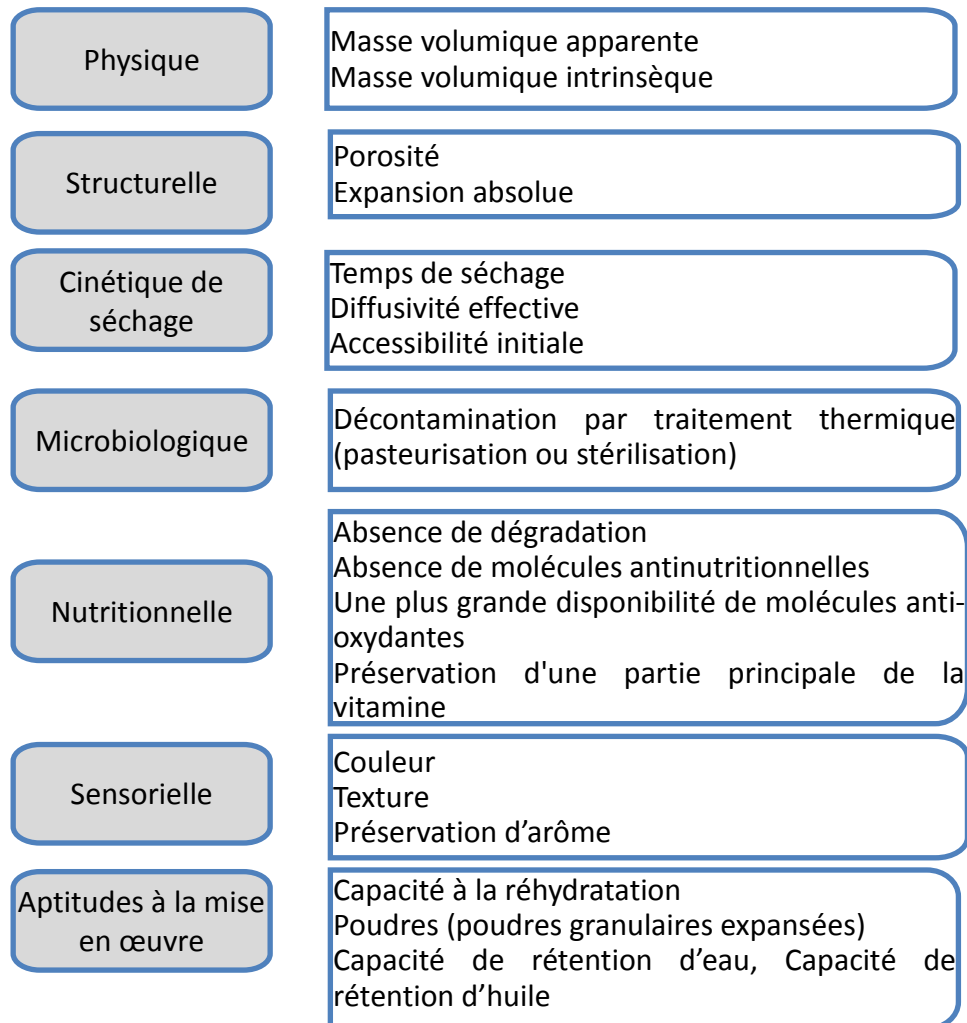 Physique
Masse volumique apparente
Masse volumique intrinsèque
Structurelle
Porosité
Expansion absolue
Cinétique de
séchage
Temps de séchage
Diffusivité effective
Accessibilité initiale
Microbiologique
Décontamination par traitement thermique
(pasteurisation ou stérilisation)
Nutritionnelle
Absence de dégradation
Absence de molécules antinutritionnelles
Une plus grande disponibilité de molécules anti-
oxydantes
Préservation d'une partie principale de la
vitamine
Sensorielle
Couleur
Texture
Préservation d’arôme
Aptitudes à la mise
en œuvre
Capacité à la réhydratation
Poudres (poudres granulaires expansées)
Capacité de rétention d’eau, Capacité de
rétention d’huile